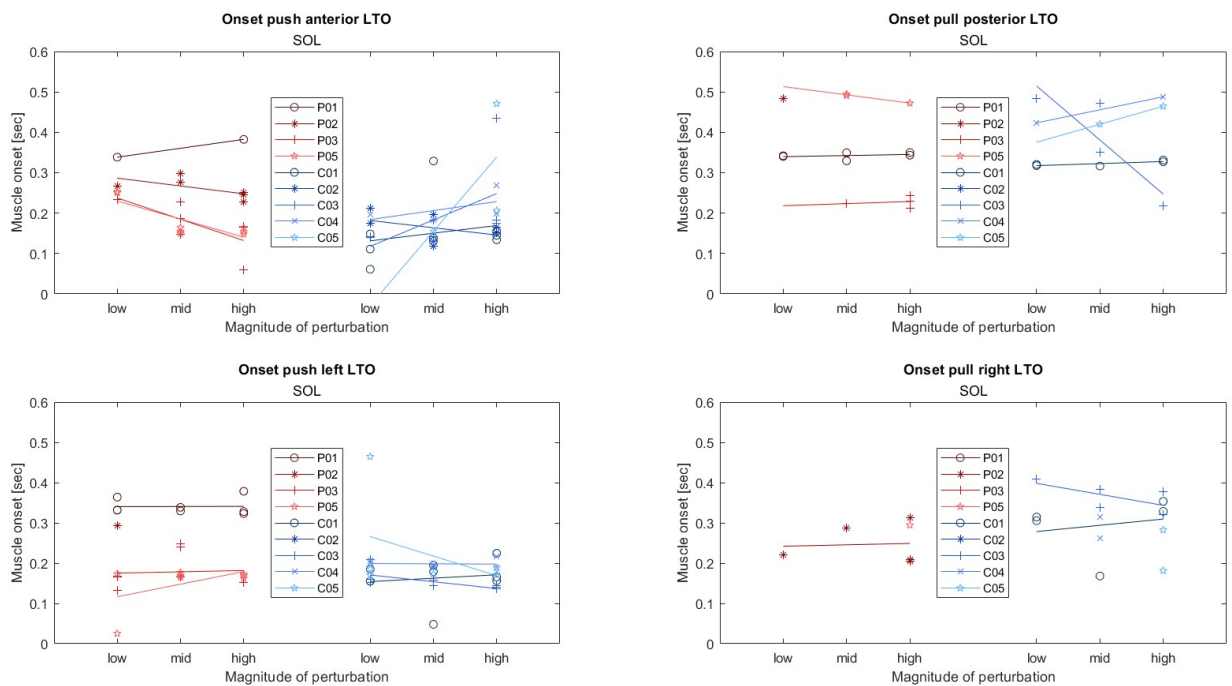 Onset push anterior LTO
SOL
0.6
0.5
0.4
0.3
0.2
0.1
0
Muscle onset [sec]
low mid high low mid high
Magnitude of perturbation
P01
P02
P03
P05
C01
C02
C03
C04
C05
Onset pull posterior LTO
SOL
0.6
0.5
0.4
0.3
0.2
0.1
0
Muscle onset [sec]
low mid high low mid high
Magnitude of perturbation
P01
P02
P03
P05
C01
C02
C03
C04
C05
Onset push left LTO
SOL
0.6
0.5
0.4
0.3
0.2
0.1
0
Muscle onset [sec]
low mid high low mid high
Magnitude of perturbation
P01
P02
P03
P05
C01
C02
C03
C04
C05
Onset pull right LTO
SOL
0.6
0.5
0.4
0.3
0.2
0.1
0
Muscle onset [sec]
low mid high low mid high
Magnitude of perturbation
P01
P02
P03
P05
C01
C02
C03
C04
C05